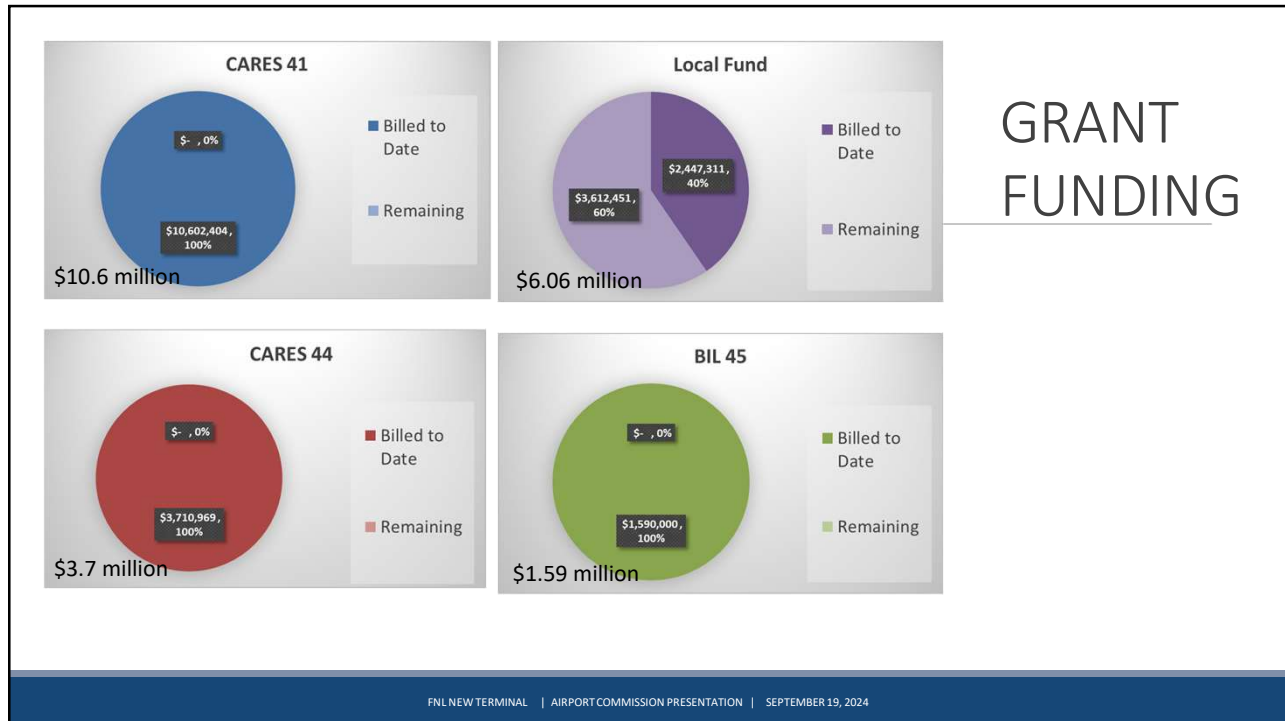 CARES 41
$- , 0%
$10,602,404 ,
100%
Billed to
Date
Remaining
$10.6 million
Local Fund
$2,447,311 ,
40%
$3,612,451 ,
60%
Billed to
Date
Remaining
$6.06 million
GRANT
FUNDING
CARES 44
$- , 0%
$3,710,969 ,
100%
Billed to
Date
Remaining
$3.7 million
BIL 45
$- , 0%
$1,590,000 ,
100%
Billed to
Date
Remaining
$1.59 million
FNL NEW TERMINAL | AIRPORT COMMISSION PRESENTATION | SEPTEMBER 19, 2024